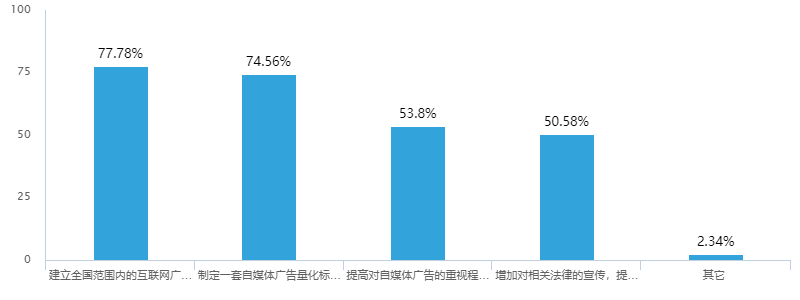 100
77.78%
74.56%
75
53.8%
50.58%
50
25
2.34%
0
建立全国范围内的互联网广...
制定一套自媒体广告量化标...
提高对自媒体广告的重视程...
增加对相关法律的宣传，提...
其它